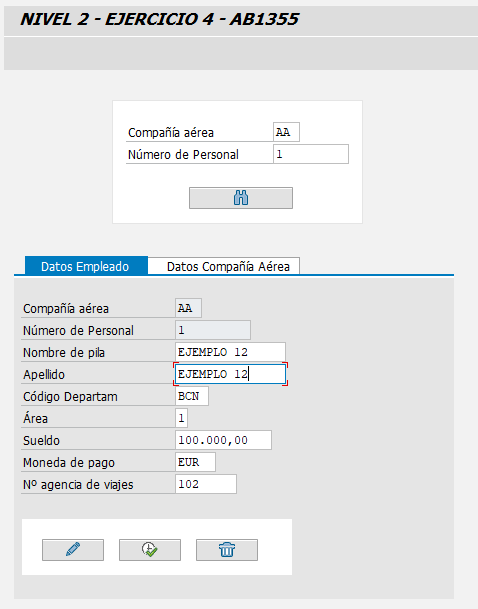 NIVEL 2 - EJERCICIO 4 - AB1355
Compañía aérea AA
Número de Personal 1
Datos Empleado Datos Compañía Aérea
Compañía aérea AA
Número de Personal 1
Nombre de pila EJEMPLO 12
Apellido EJEMPLO 12
Código Departam BCN
Área 1
Sueldo 100.000,00
Moneda de pago EUR
Nº agencia de viajes 102